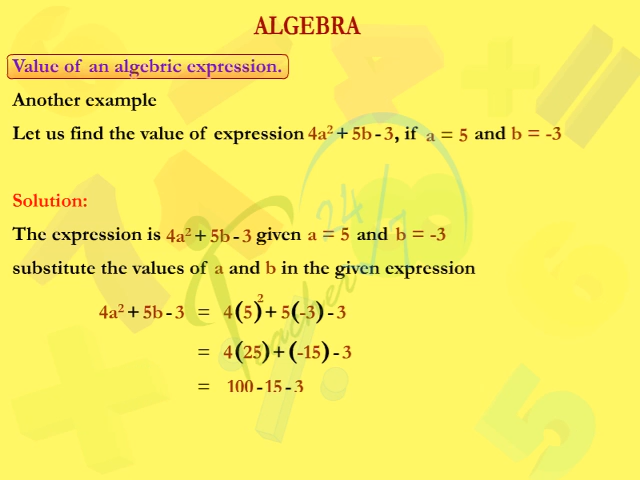 ALGEBRA
Value of an algebric expression.
Another example
Let us find the value of expression 4a² + 5b - 3, if a = 5 and b = -3
Solution:
The expression is 4a² + 5b - 3 given a = 5 and b = -3
substitute the values of a and b in the given expression
4a² + 5b - 3 = 4(5)² + 5(-3) - 3
= 4(25) + (-15) - 3
= 100 - 15 - 3
24/7
Teacher